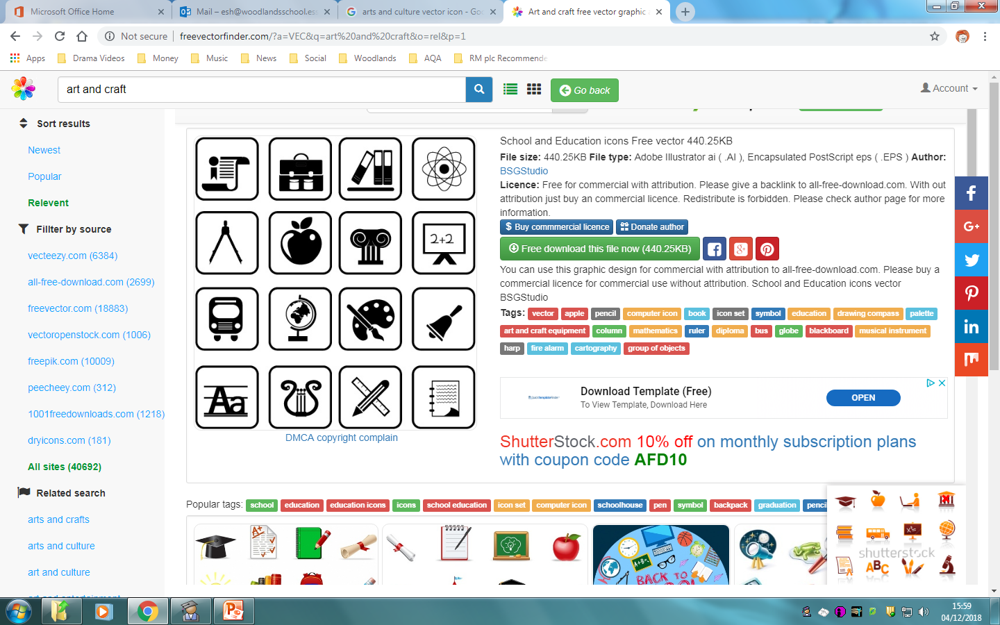 Microsoft Office Home
Mail – esh@woodlandsschool.ess
arts and culture vector icon - Goo
Art and craft free vector graphic
Not secure
freevectorfinder.com/?a=VEC&q=art%20and%20craft&o=rel&p=1
Apps Drama Videos Money Music News Social Woodlands AQA RM plc Recommende
art and craft
Go back
Account
Sort results
Newest
Popular
Relevent
Fillter by source
vecteezy.com (6384)
all-free-download.com (2699)
freevector.com (18883)
vectoropenstock.com (1006)
freepik.com (10009)
peecheey.com (312)
1001freedownloads.com (1218)
dryicons.com (181)
All sites (40692)
Related search
arts and crafts
arts and culture
art and culture
2+2
Aa
DMCA copyright complain
School and Education icons Free vector 440.25KB
File size: 440.25KB File type: Adobe Illustrator ai ( .AI ), Encapsulated PostScript eps ( .EPS ) Author:
BSGStudio
Licence: Free for commercial with attribution. Please give a backlink to all-free-download.com. With out
attribution just buy an commercial licence. Redistribute is forbidden. Please check author page for more
information.
$ Buy commmercial licence Donate author
Free download this file now (440.25KB)
You can use this graphic design for commercial with attribution to all-free-download.com. Please buy a
commercial licence for commercial use without attribution. School and Education icons vector
BSGStudio
Tags: vector apple pencil computer icon book icon set symbol education drawing compass palette
art and craft equipment column mathematics ruler diploma bus globe blackboard musical instrument
harp fire alarm cartography group of objects
Download Template (Free)
To View Template, Download Here
OPEN
ShutterStock.com 10% off on monthly subscription plans
with coupon code AFD10
Popular tags: school education education icons icons school education icon set computer icon schoolhouse pen symbol backpack graduation pencil
A+
BACK TO
shutterstock
ABC
15:59
04/12/2018